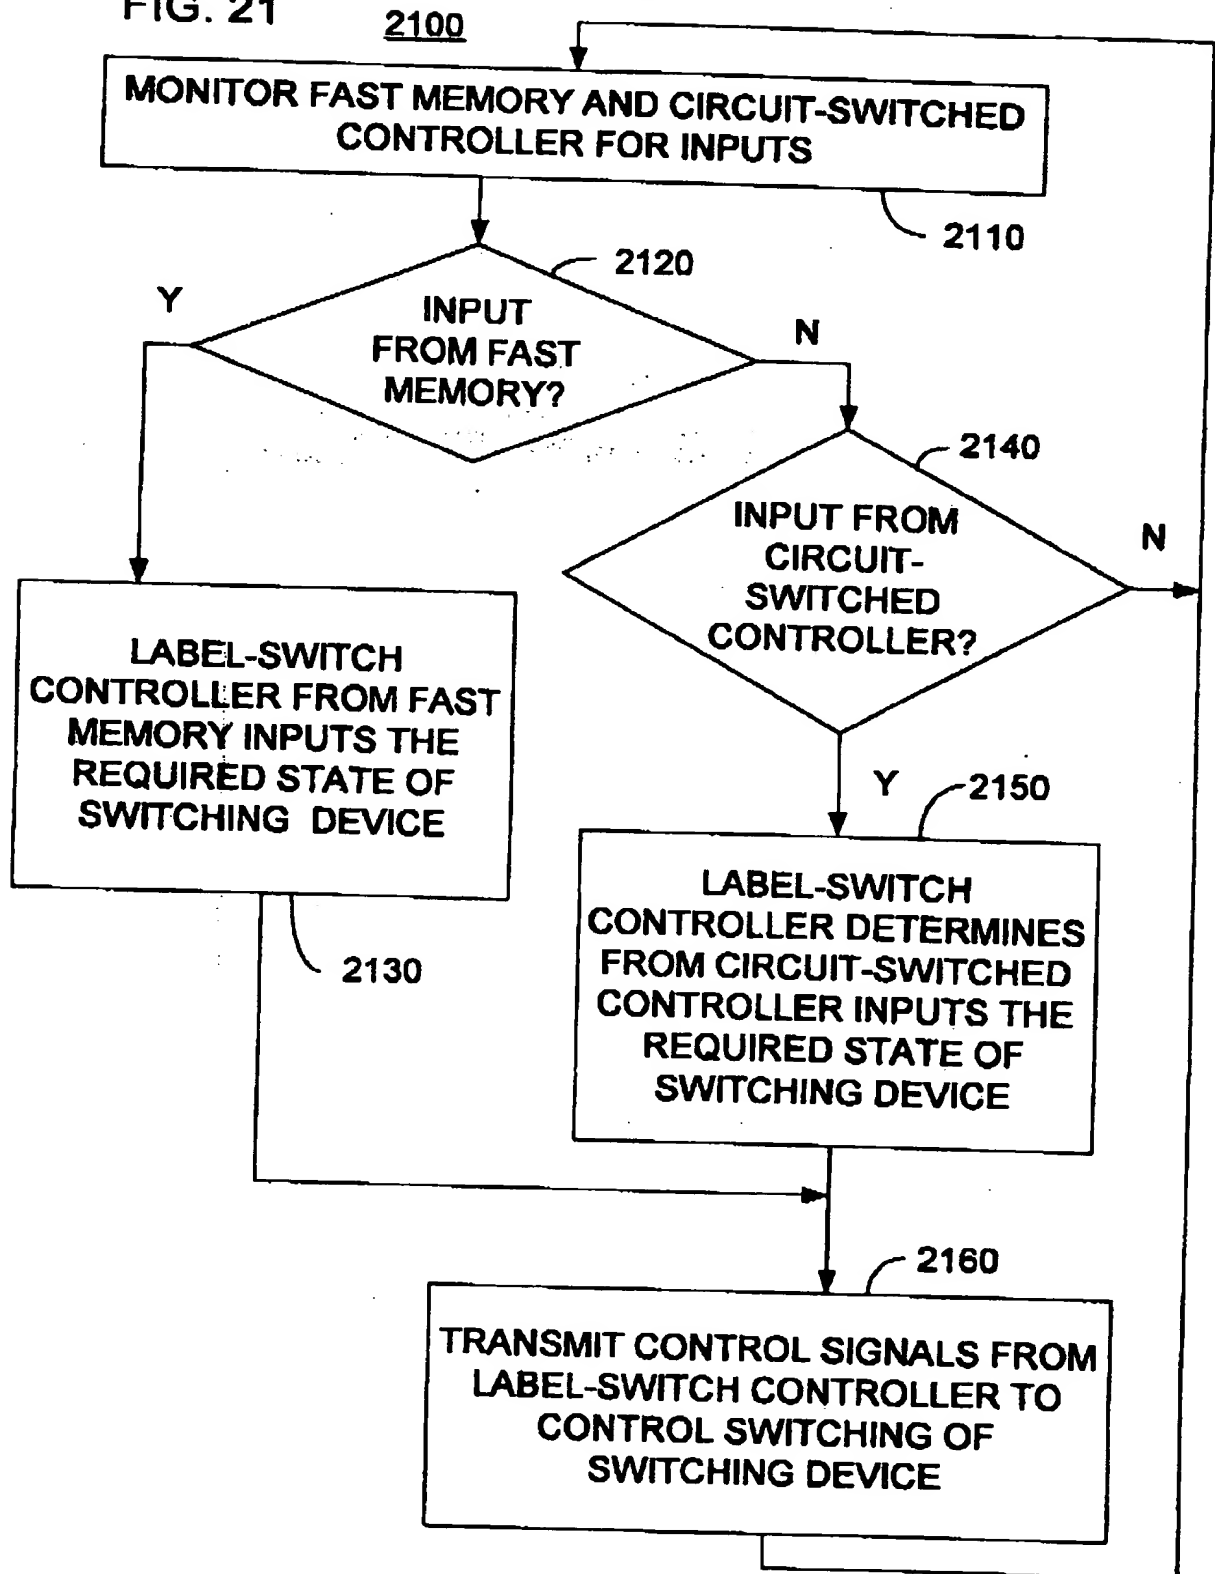 FIG. 21
2100
MONITOR FAST MEMORY AND CIRCUIT-SWITCHED
CONTROLLER FOR INPUTS
2110
2120
Y
INPUT
FROM FAST
MEMORY?
N
2140
INPUT FROM
CIRCUIT-
SWITCHED
CONTROLLER?
N
LABEL-SWITCH
CONTROLLER FROM FAST
MEMORY INPUTS THE
REQUIRED STATE OF
SWITCHING DEVICE
2130
Y
2150
LABEL-SWITCH
CONTROLLER DETERMINES
FROM CIRCUIT-SWITCHED
CONTROLLER INPUTS THE
REQUIRED STATE OF
SWITCHING DEVICE
2160
TRANSMIT CONTROL SIGNALS FROM
LABEL-SWITCH CONTROLLER TO
CONTROL SWITCHING OF
SWITCHING DEVICE